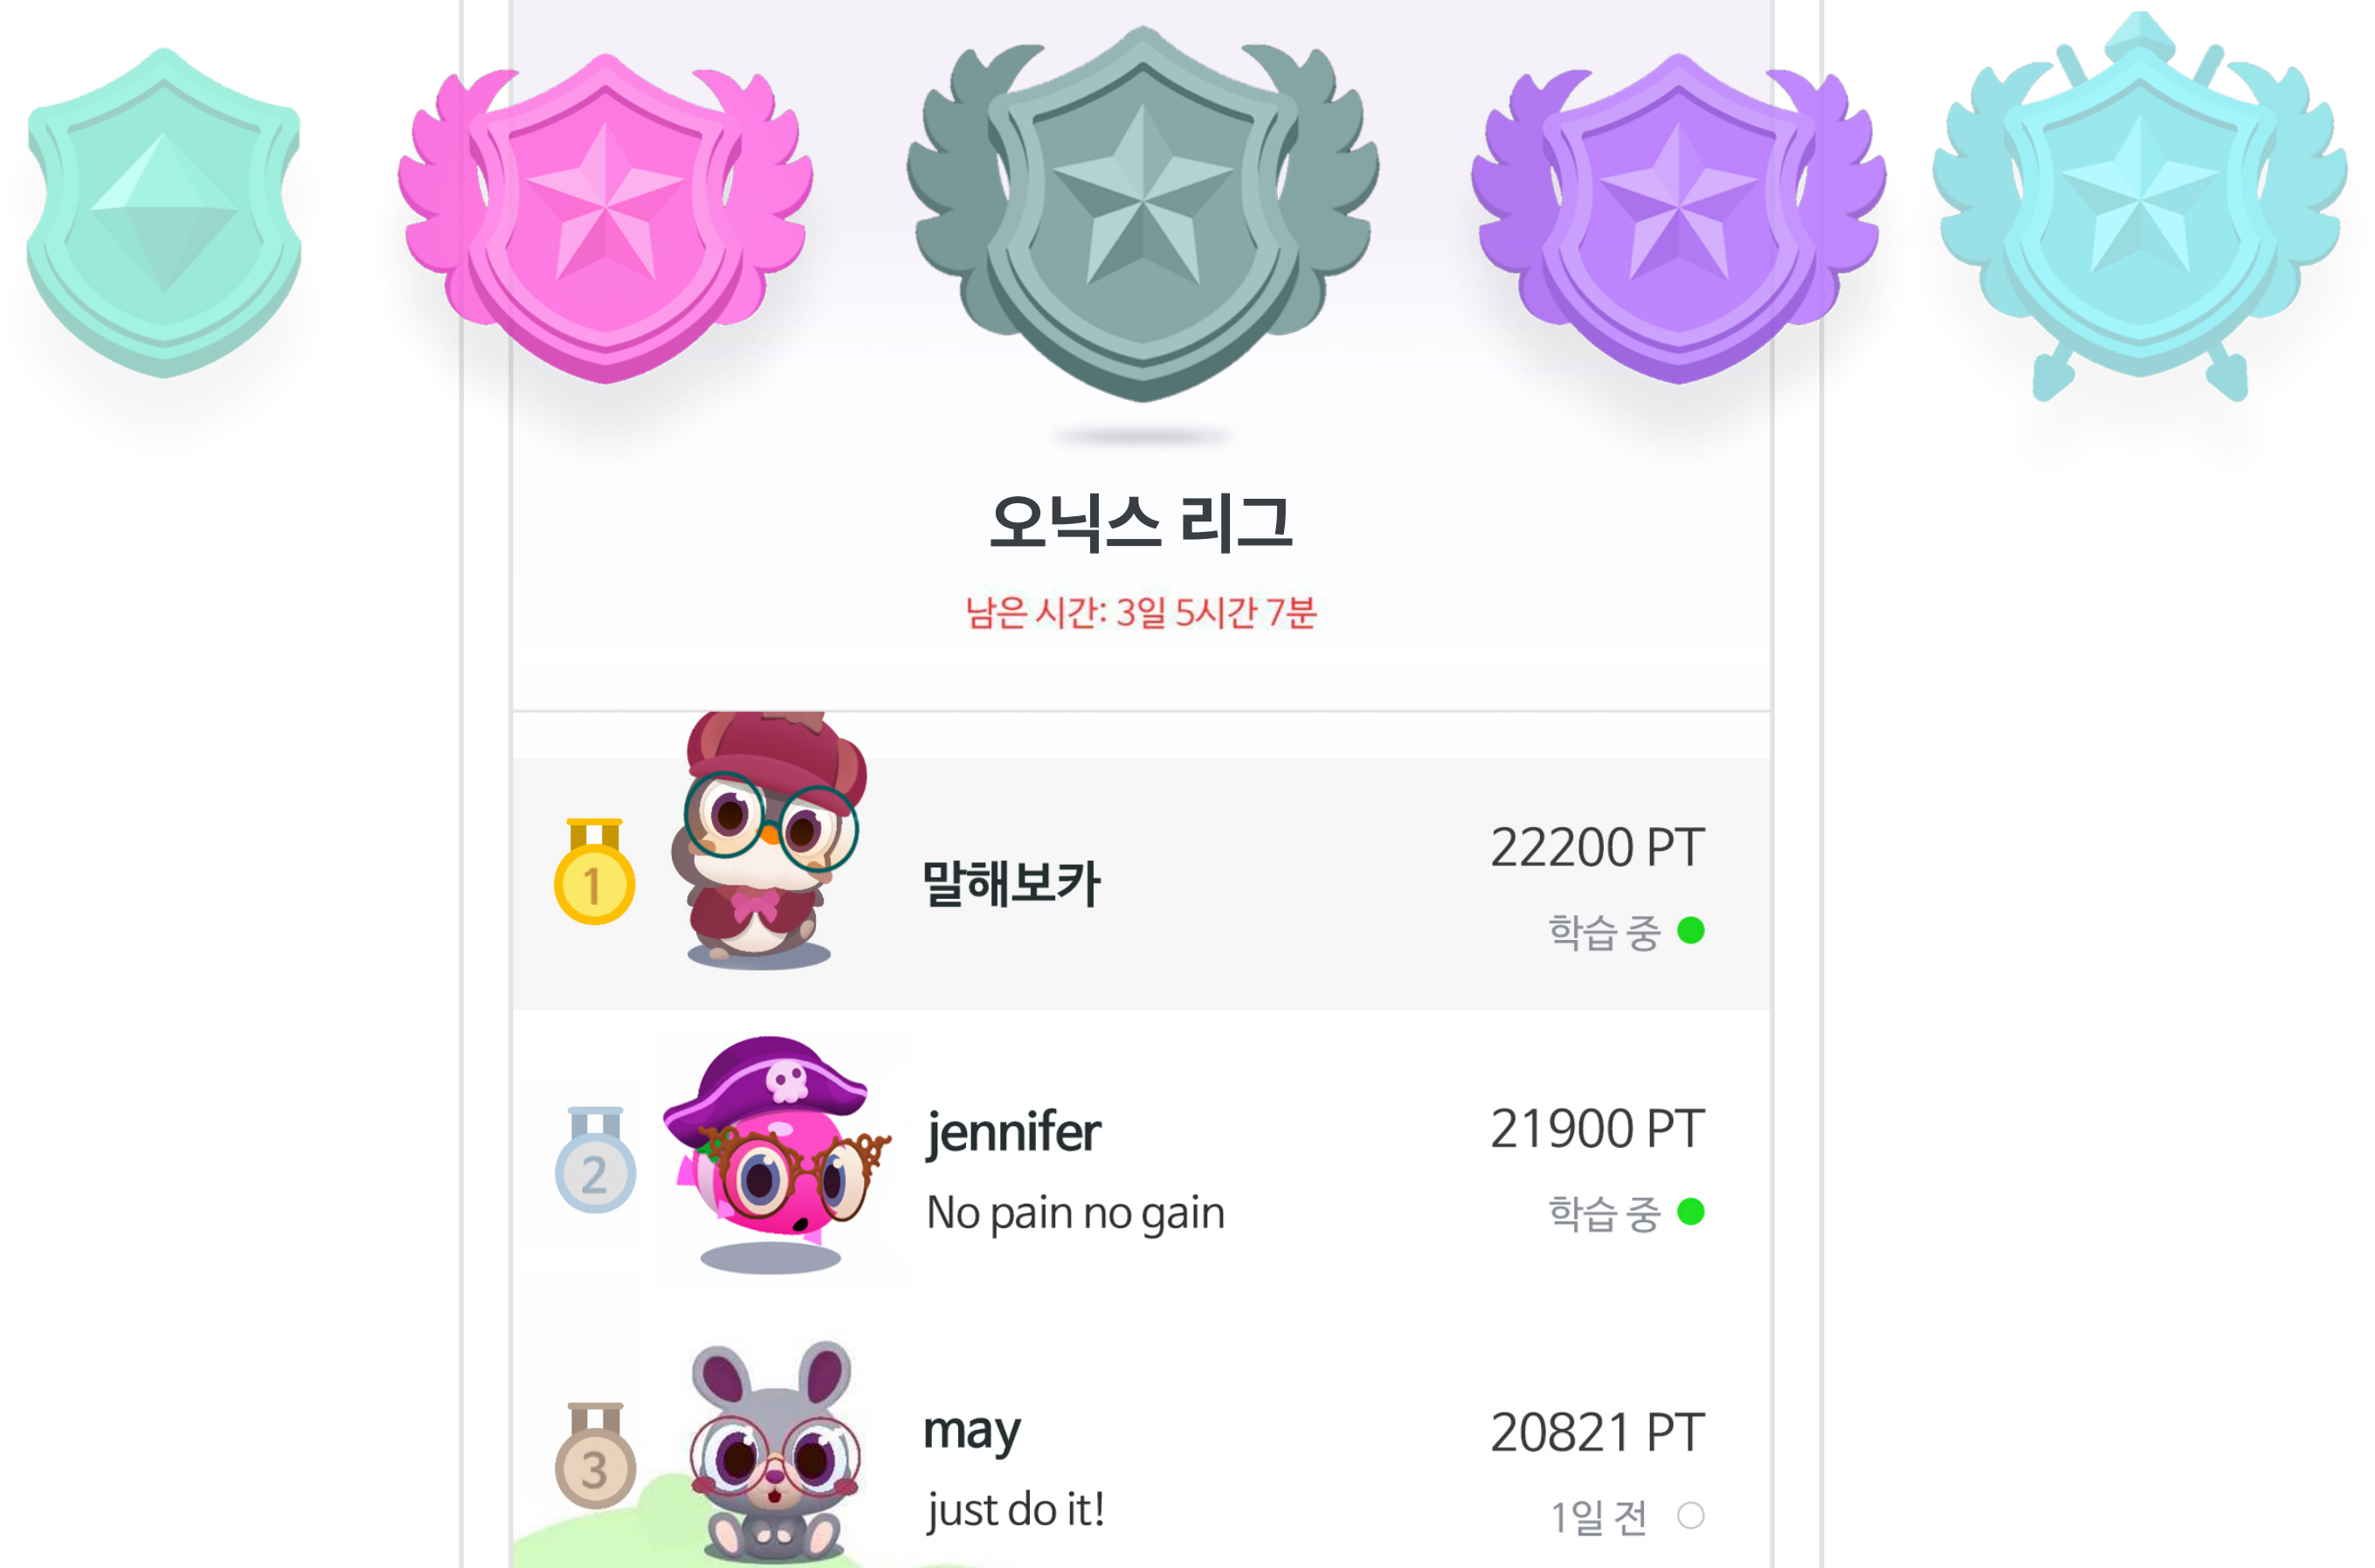 오닉스 리그
남은 시간: 3일 5시간 7분
1
말해보카
22200 PT
학습 중
2
jennifer
No pain no gain
21900 PT
학습 중
3
may
just do it!
20821 PT
1일 전